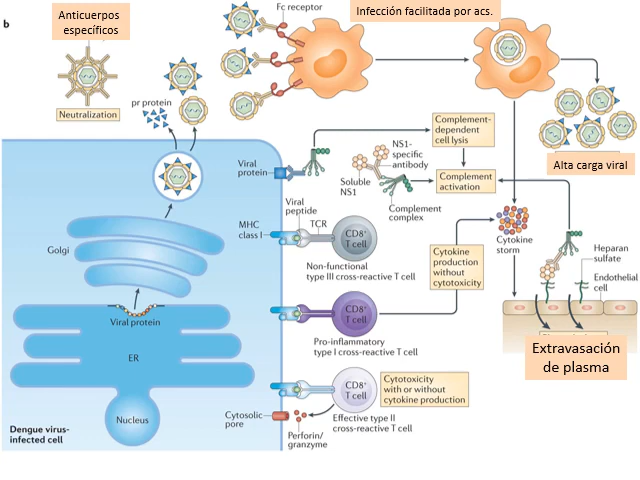 b
Anticuerpos
específicos
Neutralization
Fc receptor
Infección facilitada por acs.
Alta carga viral
pr protein
Viral
protein
NS1-
specific
antibody
Soluble
NS1
Complement
complex
Complement-
dependent
cell lysis
Complement
activation
Golgi
MHC
class I
Viral
peptide
TCR
CD8+
T cell
Non-functional
type III cross-reactive T cell
Cytokine
production
without
cytotoxicity
Cytokine
storm
Heparan
sulfate
Endothelial
cell
Viral protein
ER
CD8+
T cell
Pro-inflammatory
type I cross-reactive T cell
Extravasación
de plasma
CD8+
T cell
Cytotoxicity
with or without
cytokine production
Cytosolic
pore
Perforin/
granzyme
Effective type II
cross-reactive T cell
Nucleus
Dengue virus-
infected cell